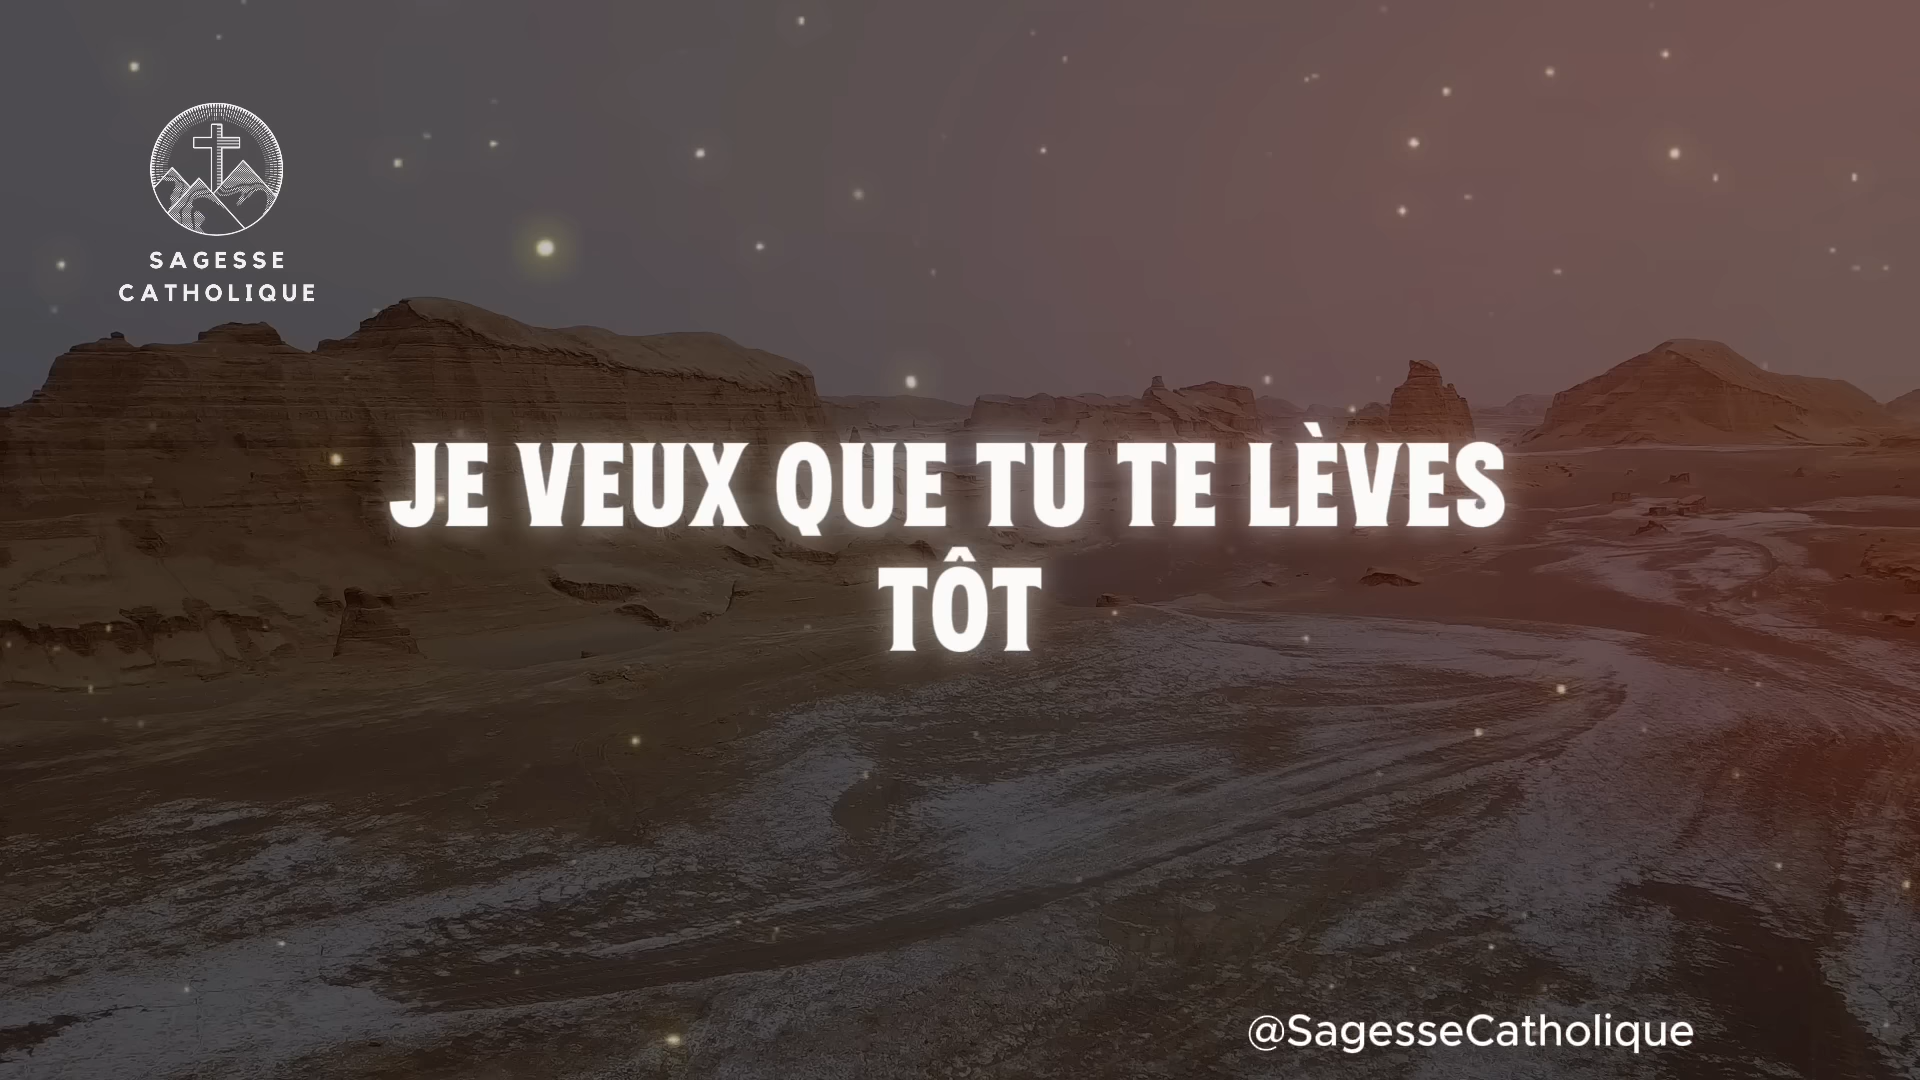 SAGESSE
CATHOLIQUE
JE VEUX QUE TU TE LÈVES
TÔT
@SagesseCatholique